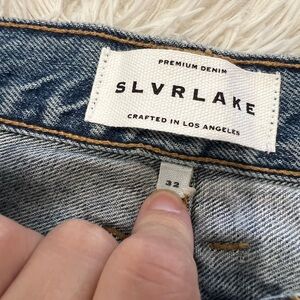 PREMIUM DENIM
SLVRLAKE
CRAFTED IN LOS ANGELES
32